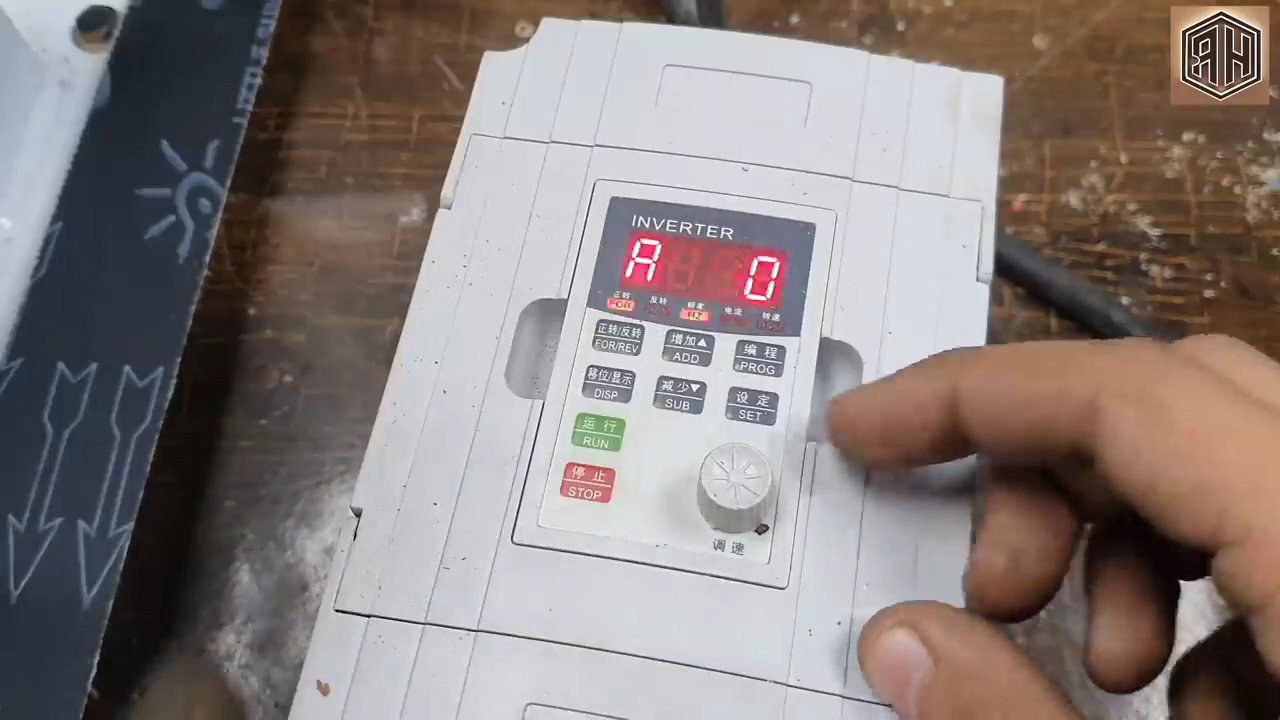 INVERTER
A 0
正转 反转 频率 电流 转速
FOR HZ
正转/反转 增加▲ 编程
FOR/REV ADD PROG
移位/显示 减少▼ 设定
DISP SUB SET
运行
RUN
停止
STOP
调速